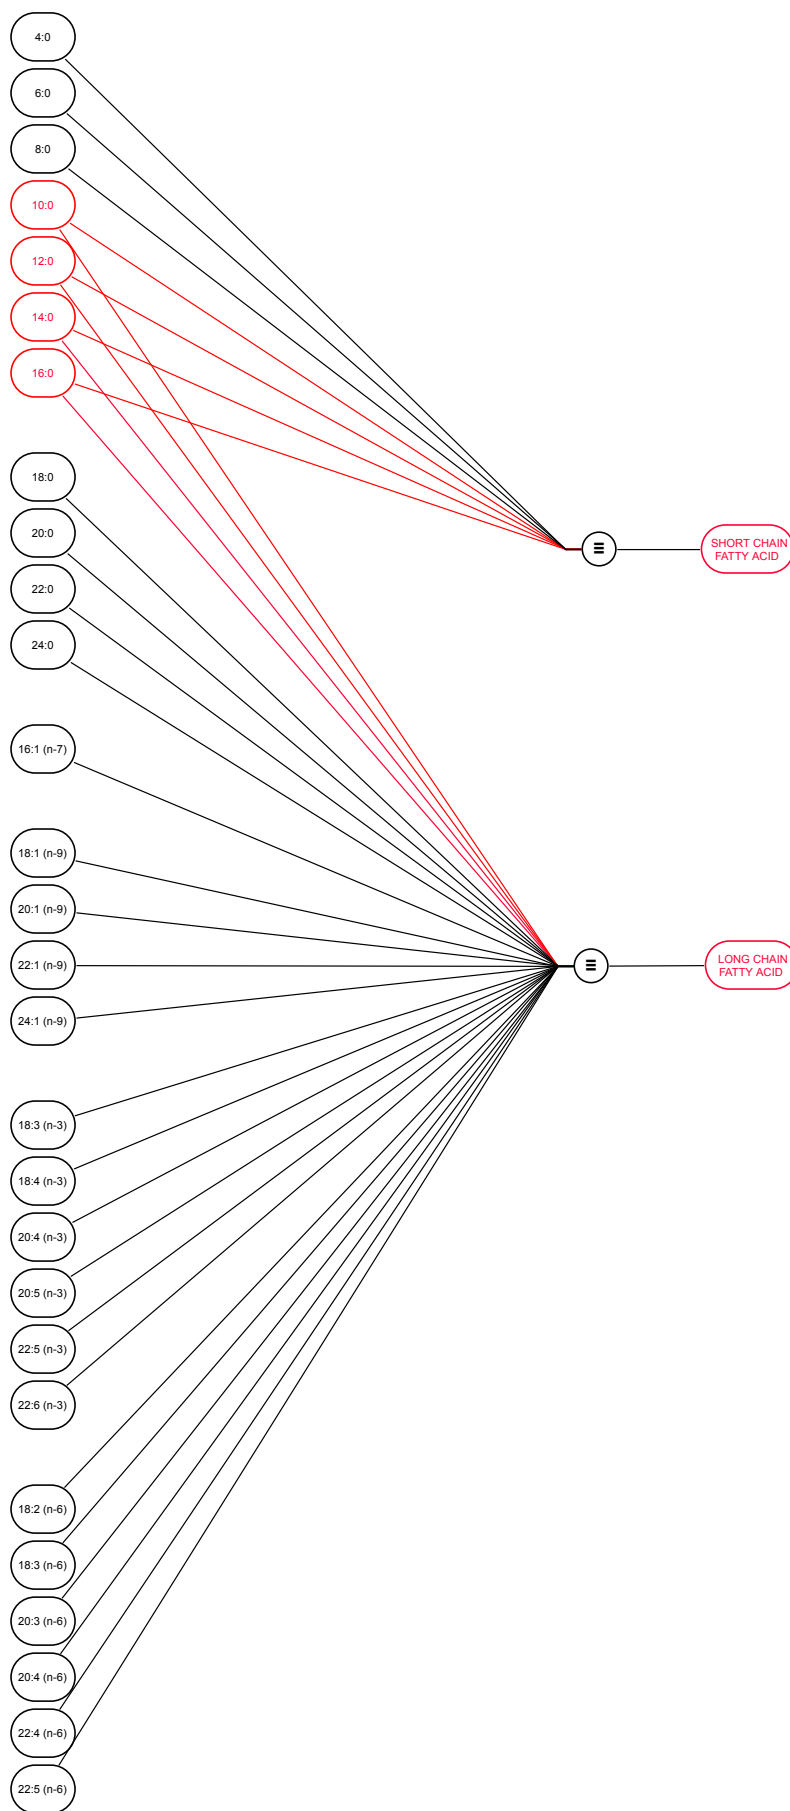 4:0
6:0
8:0
10:0
12:0
14:0
16:0
18:0
20:0
22:0
24:0
16:1 (n-7)
18:1 (n-9)
20:1 (n-9)
22:1 (n-9)
24:1 (n-9)
18:3 (n-3)
18:4 (n-3)
20:4 (n-3)
20:5 (n-3)
22:5 (n-3)
22:6 (n-3)
18:2 (n-6)
18:3 (n-6)
20:3 (n-6)
20:4 (n-6)
22:4 (n-6)
22:5 (n-6)
≡
SHORT CHAIN
FATTY ACID
≡
LONG CHAIN
FATTY ACID